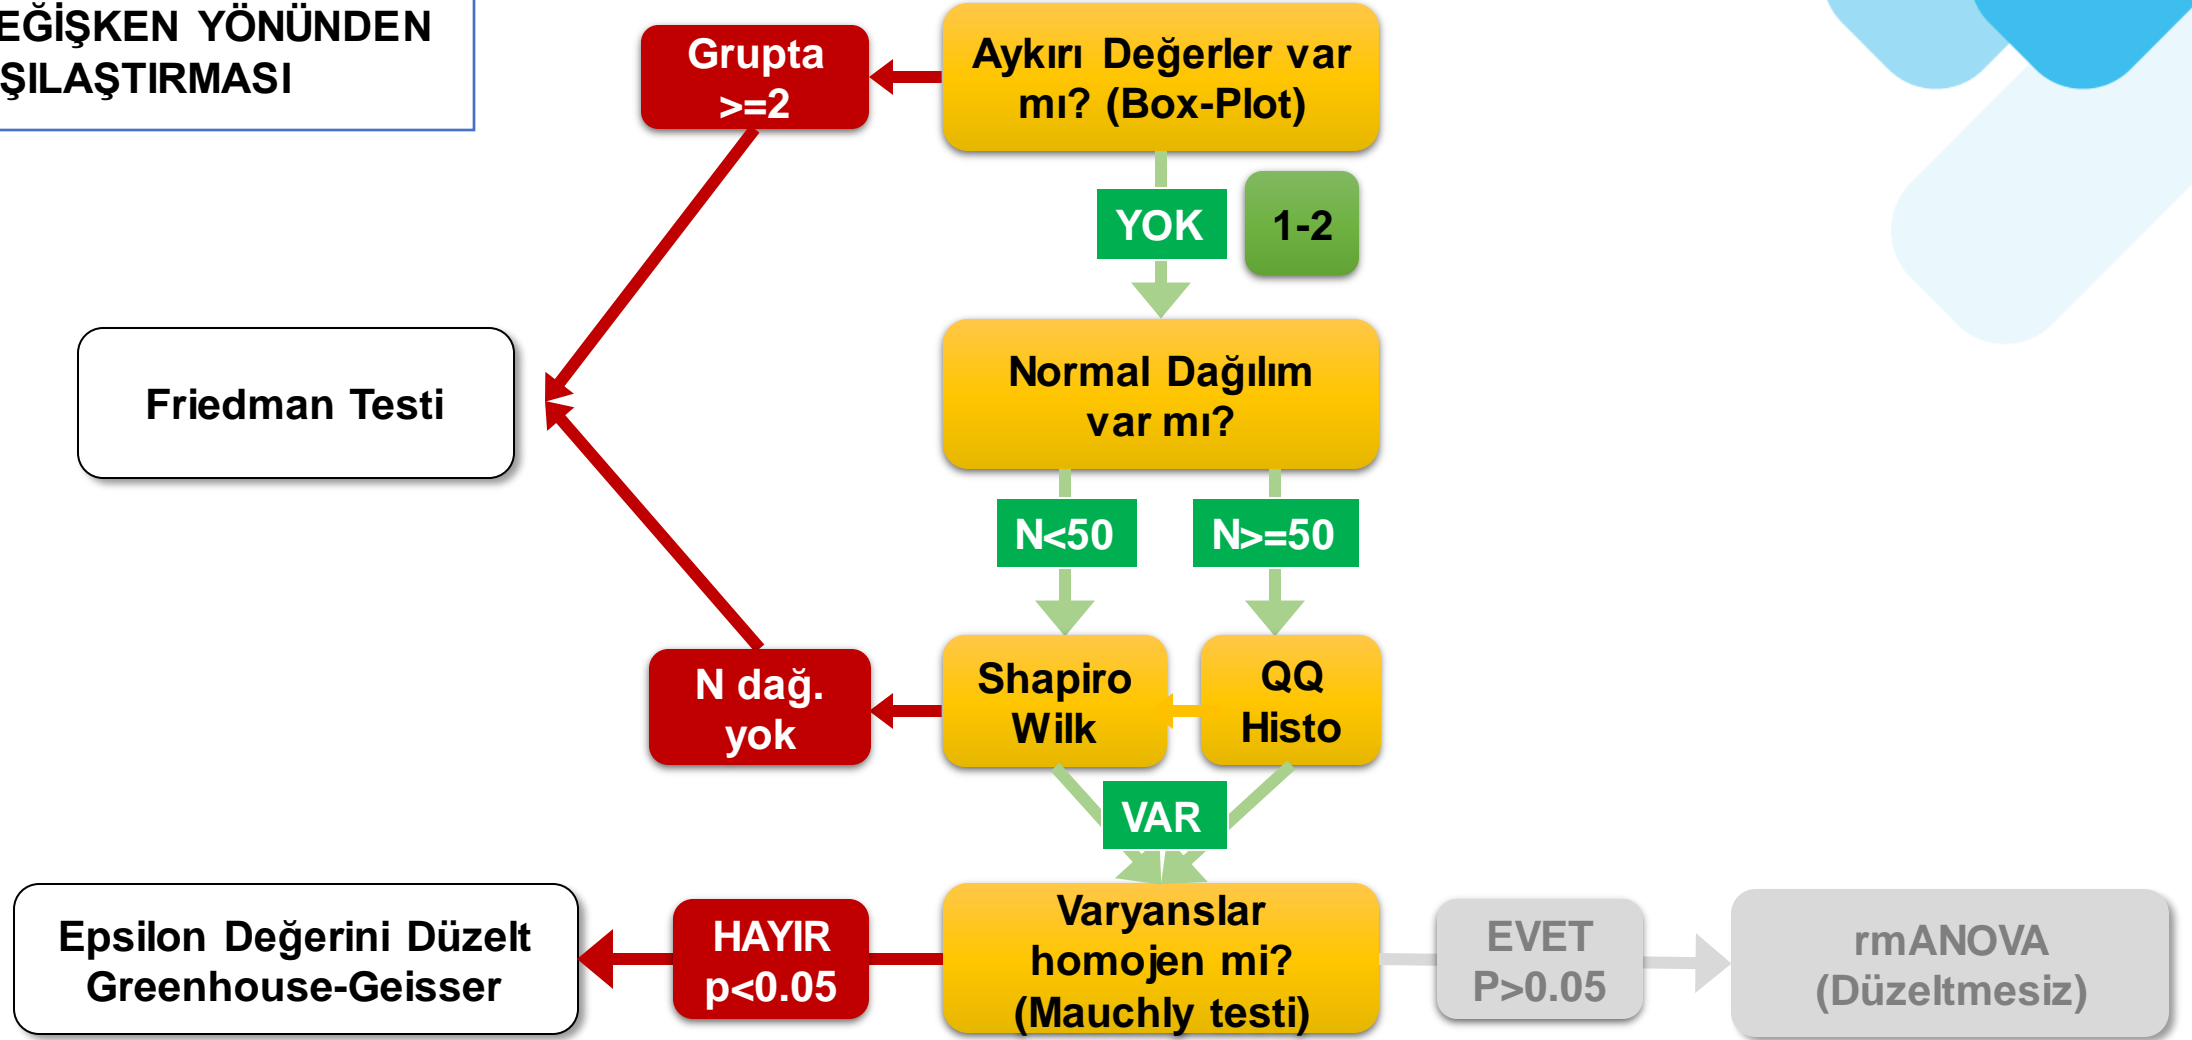 EĞİŞKEN YÖNÜNDEN
ŞILAŞTIRMASI
Grupta
>=2
Aykırı Değerler var
mı? (Box-Plot)
YOK
1-2
Friedman Testi
Normal Dağılım
var mı?
N<50
N>=50
N dağ.
yok
Shapiro
Wilk
QQ
Histo
VAR
Epsilon Değerini Düzelt
Greenhouse-Geisser
HAYIR
p<0.05
Varyanslar
homojen mi?
(Mauchly testi)
EVET
P>0.05
rmANOVA
(Düzeltmesiz)